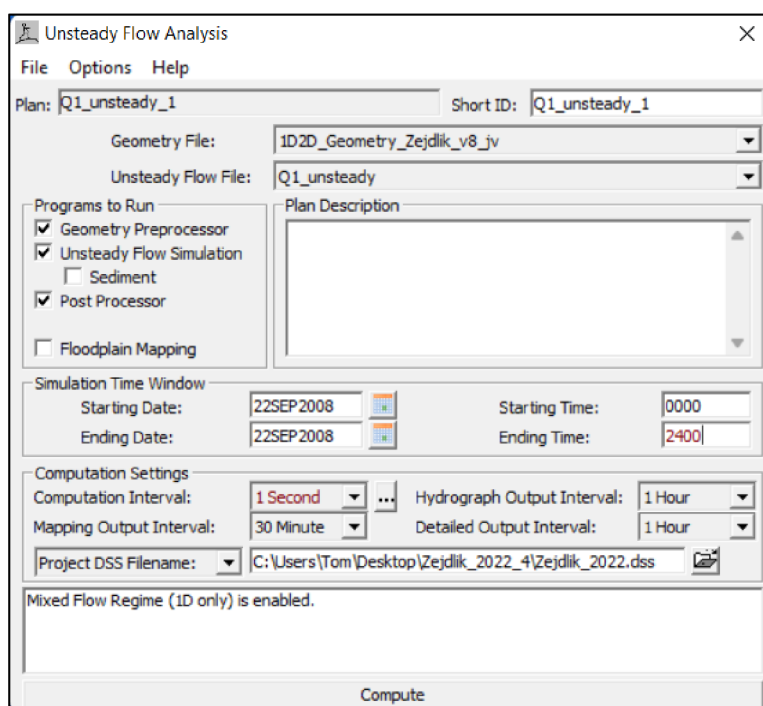 Unsteady Flow Analysis
File Options Help
Plan: Q1_unsteady_1 Short ID: Q1_unsteady_1
Geometry File: 1D2D_Geometry_Zejdlik_v8_jv
Unsteady Flow File: Q1_unsteady
Programs to Run
Geometry Preprocessor
Unsteady Flow Simulation
Sediment
Post Processor
Floodplain Mapping
Plan Description
Simulation Time Window
Starting Date: 22SEP2008 Starting Time: 0000
Ending Date: 22SEP2008 Ending Time: 2400
Computation Settings
Computation Interval: 1 Second ... Hydrograph Output Interval: 1 Hour
Mapping Output Interval: 30 Minute Detailed Output Interval: 1 Hour
Project DSS Filename: C:\Users\Tom\Desktop\Zejdlik_2022_4\Zejdlik_2022.dss
Mixed Flow Regime (1D only) is enabled.
Compute